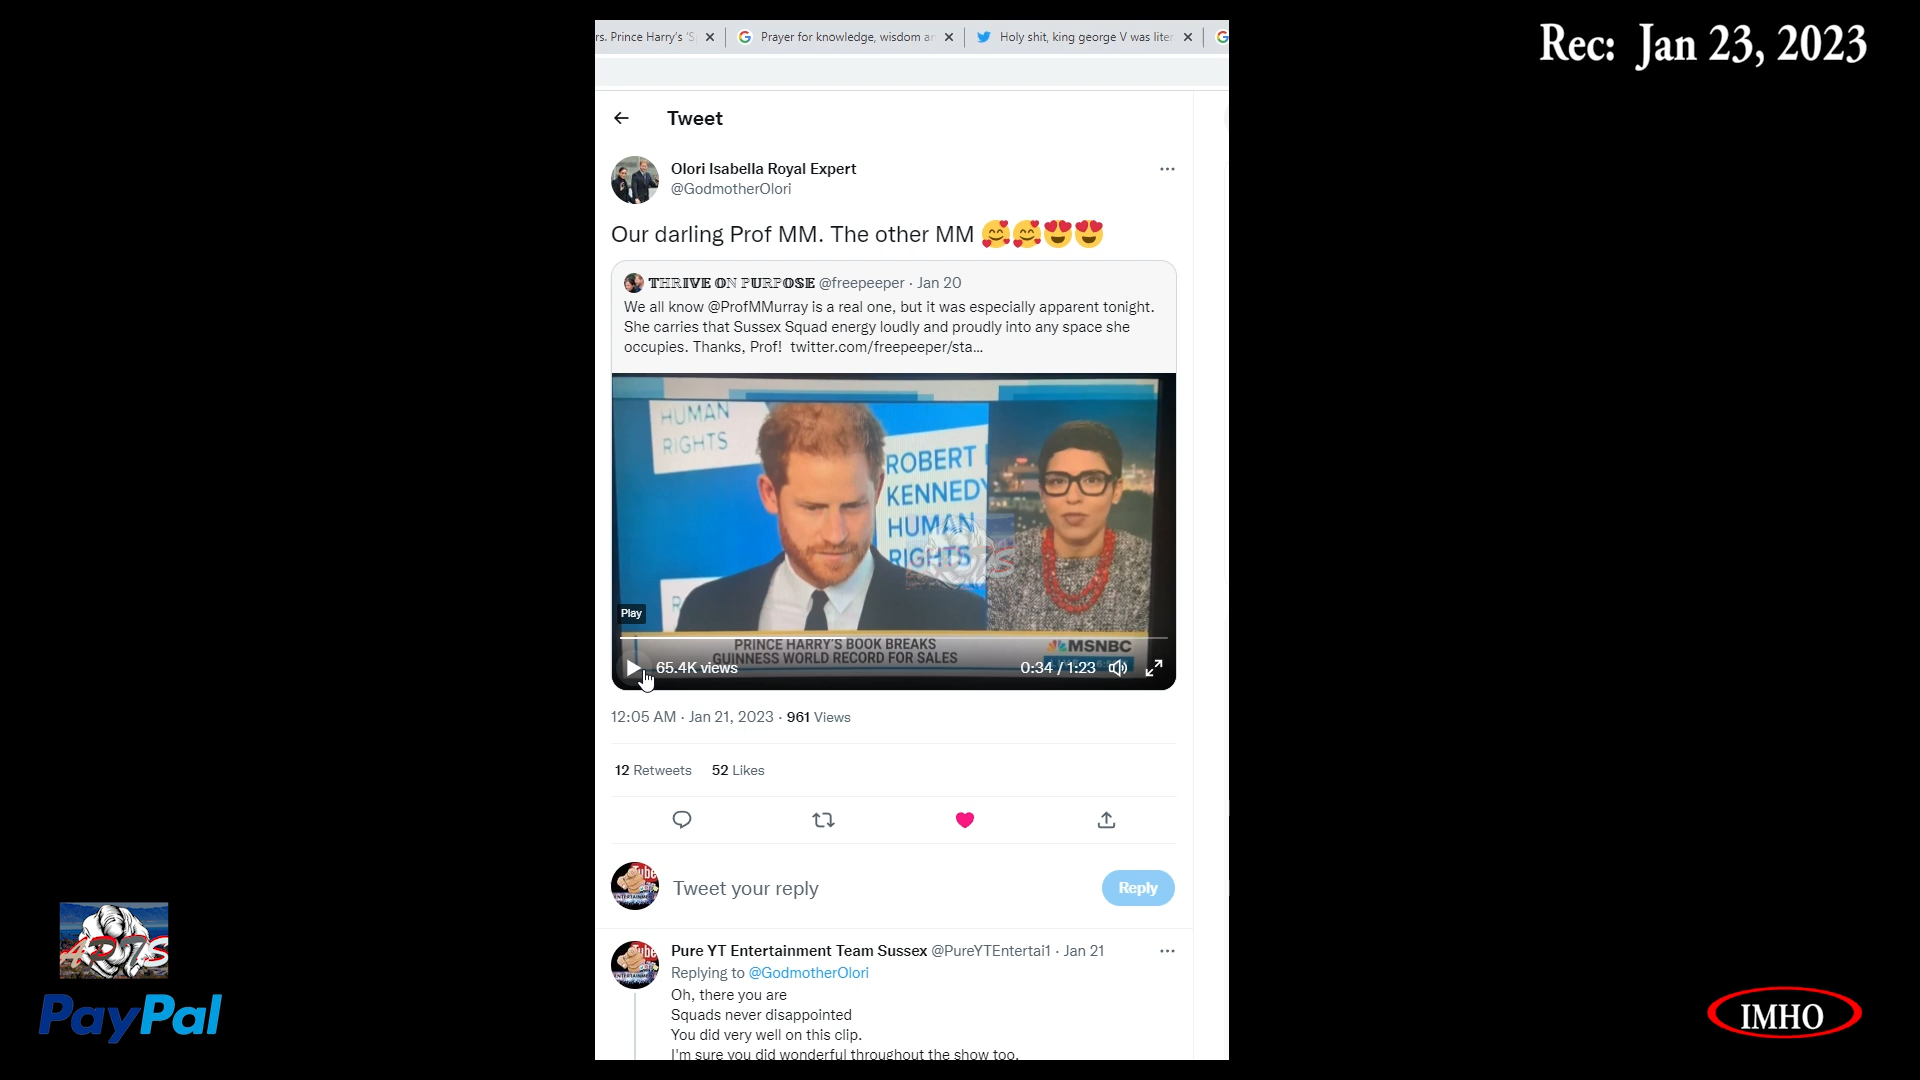 rs. Prince Harry's 'S
Prayer for knowledge, wisdom an
Holy shit, king george V was liter
Rec: Jan 23, 2023
Tweet
Olori Isabella Royal Expert
@GodmotherOlori
Our darling Prof MM. The other MM 🥰🥰😍😍
𝕋ℍℝ𝕀𝕍𝔼 𝕆ℕ ℙ𝕌ℝℙ𝕆𝕊𝔼 @freepeeper · Jan 20
We all know @ProfMMurray is a real one, but it was especially apparent tonight.
She carries that Sussex Squad energy loudly and proudly into any space she
occupies. Thanks, Prof! twitter.com/freepeeper/sta...
HUMAN
RIGHTS
ROBERT
KENNEDY
HUMAN
RIGHTS
Play
PRINCE HARRY'S BOOK BREAKS
GUINNESS WORLD RECORD FOR SALES
MSNBC
65.4K views
0:34 / 1:23
12:05 AM · Jan 21, 2023 · 961 Views
12 Retweets 52 Likes
Tweet your reply
Reply
Pure YT Entertainment Team Sussex @PureYTEntertai1 · Jan 21
Replying to @GodmotherOlori
Oh, there you are
Squads never disappointed
You did very well on this clip.
I'm sure you did wonderful throughout the show too.
PayPal
IMHO